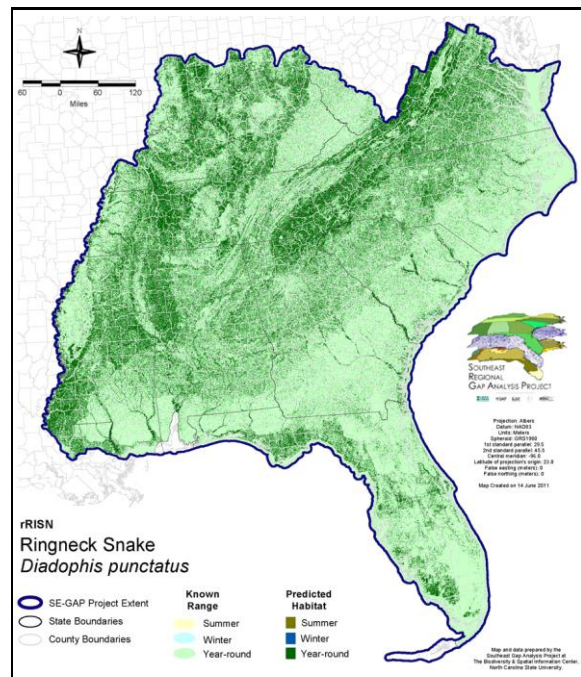 N
60 0 60 120
Miles
SOUTHEAST
REGIONAL
GAP ANALYSIS PROJECT
Projection: Albers
Datum: NAD83
Units: Meters
Spheroid: GRS1980
1st standard parallel: 29.5
2nd standard parallel: 45.5
Central meridian: -96.0
Latitude of projection's origin: 23.0
False easting (meters): 0
False northing (meters): 0
Map Created on 14 June 2011
rRISN
Ringneck Snake
Diadophis punctatus
SE-GAP Project Extent
State Boundaries
County Boundaries
Known
Range
Summer
Winter
Year-round
Predicted
Habitat
Summer
Winter
Year-round
Map and data prepared by the
Southeast Gap Analysis Project at
The Biodiversity & Spatial Information Center,
North Carolina State University.